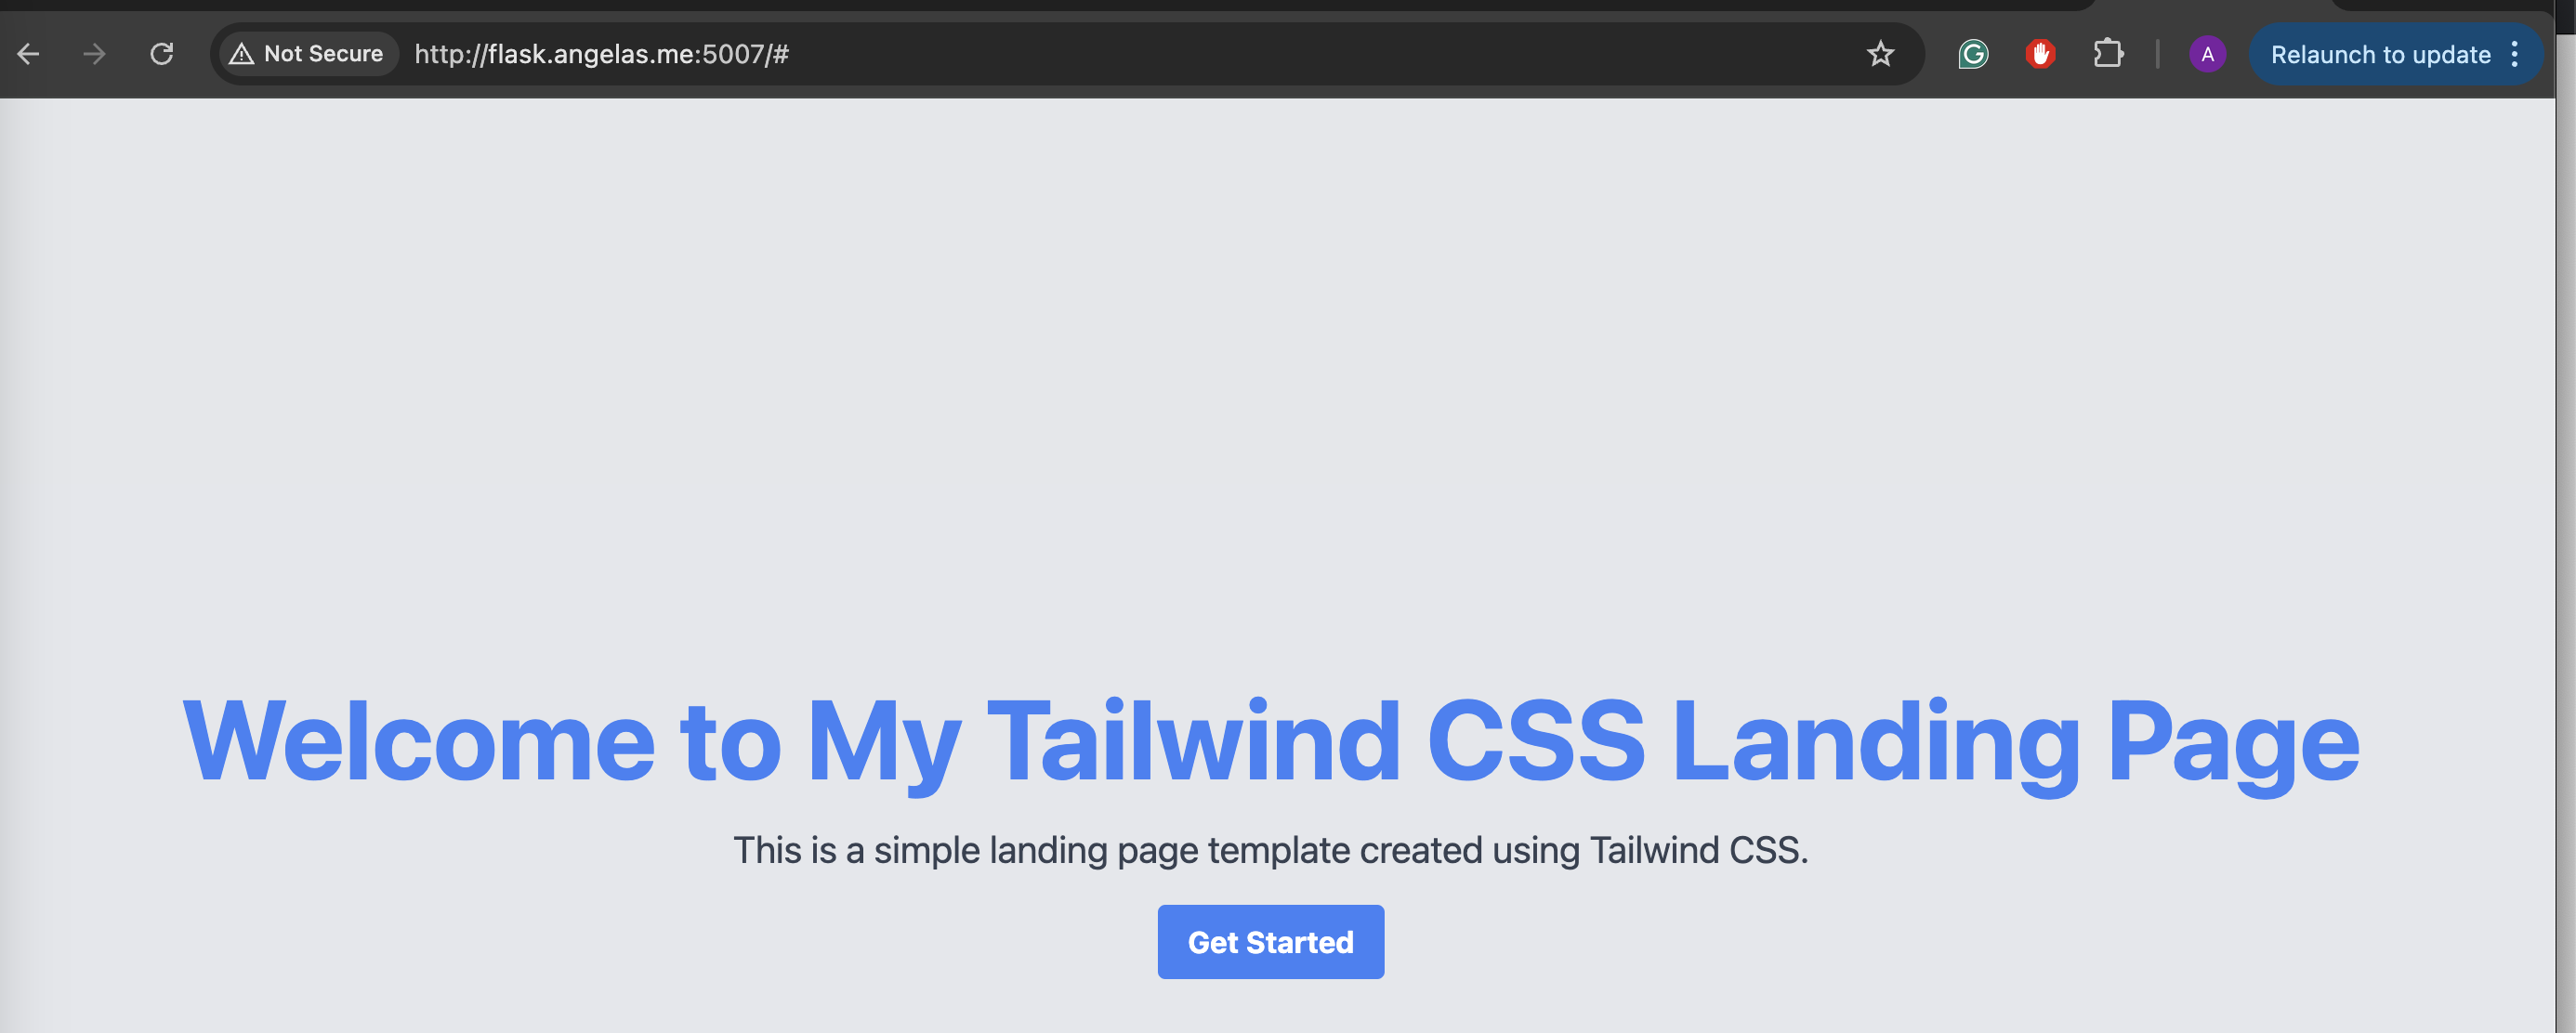 Not Secure http://flask.angelas.me:5007/# A Relaunch to update
Welcome to My Tailwind CSS Landing Page
This is a simple landing page template created using Tailwind CSS.
Get Started